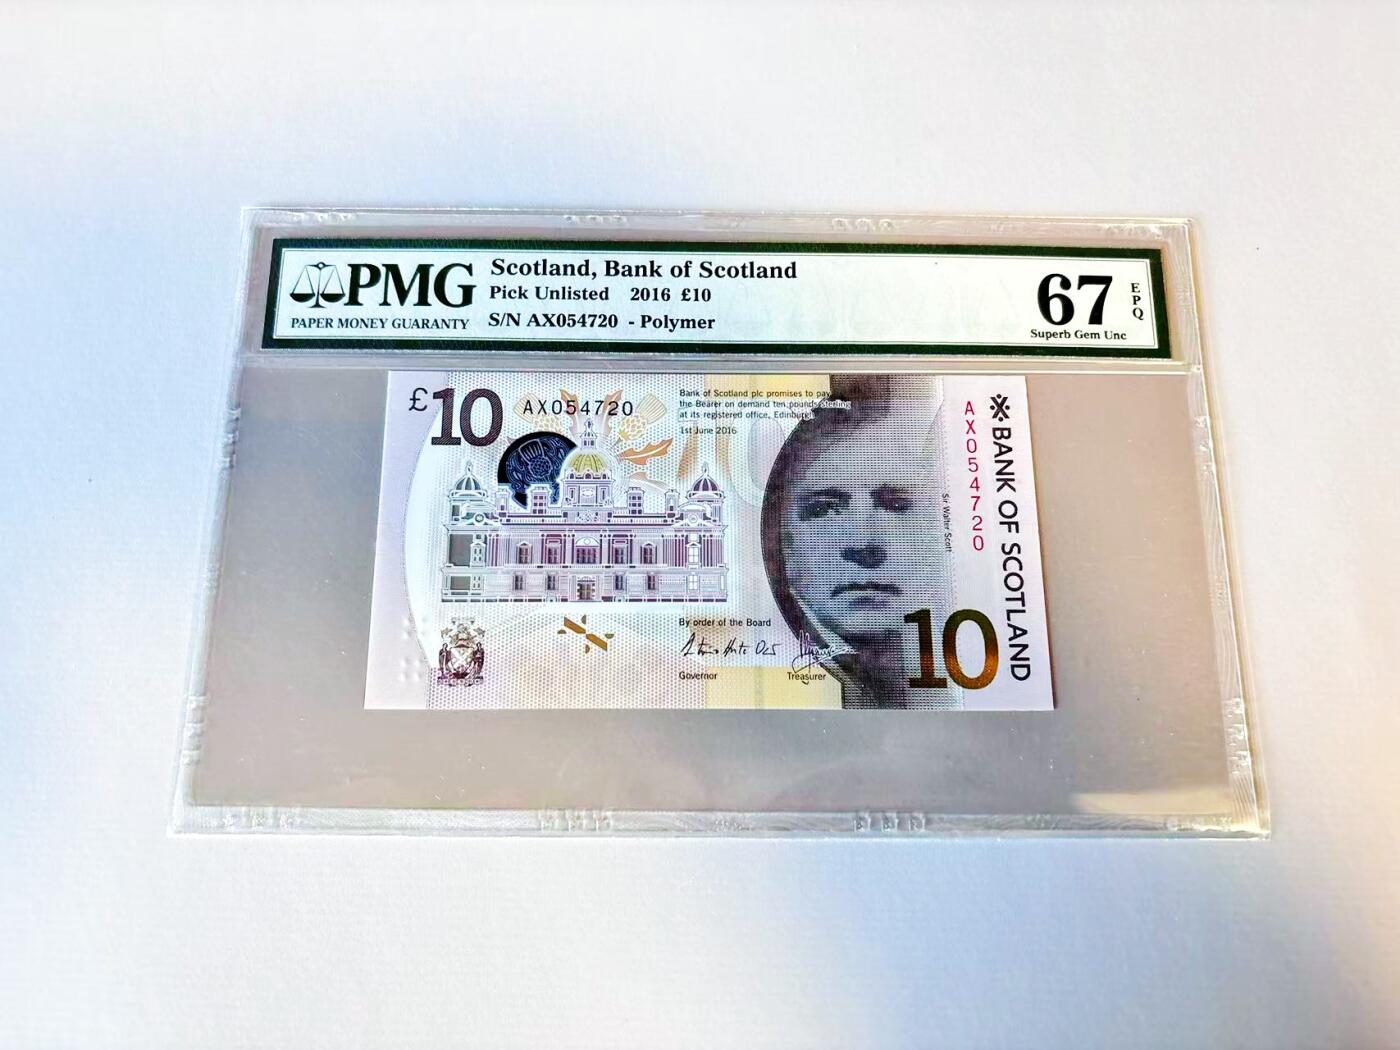 PMG
PAPER MONEY GUARANTY
Scotland, Bank of Scotland
Pick Unlisted 2016 £10
S/N AX054720 - Polymer
67
EPQ
Superb Gem Unc
£10
AX054720
Bank of Scotland plc promises to pay
the Bearer on demand ten pounds sterling
at its registered office, Edinburgh
1st June 2016
Sir Walter Scott
AX054720
BANK OF SCOTLAND
By order of the Board
Governor
Treasurer
10